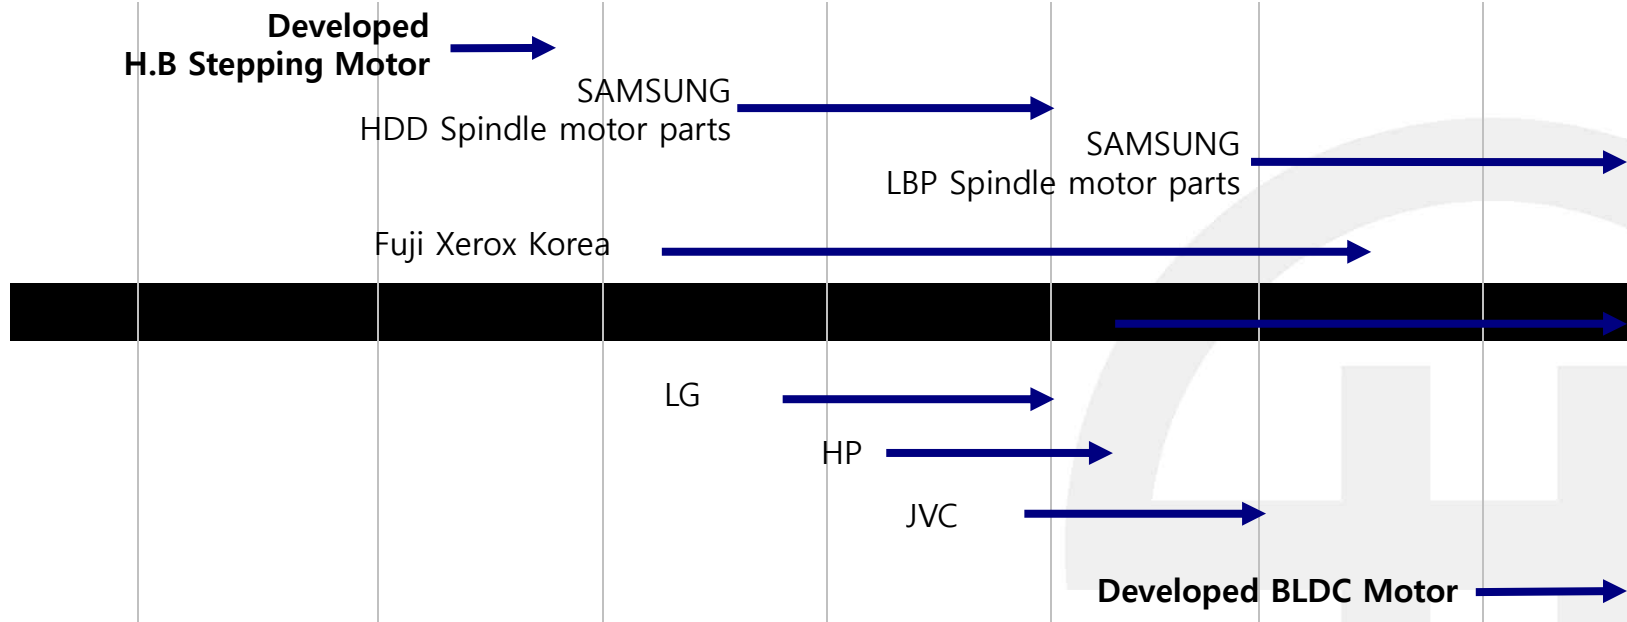 Developed
H.B Stepping Motor
SAMSUNG
HDD Spindle motor parts
SAMSUNG
LBP Spindle motor parts
Fuji Xerox Korea
LG
HP
JVC
Developed BLDC Motor